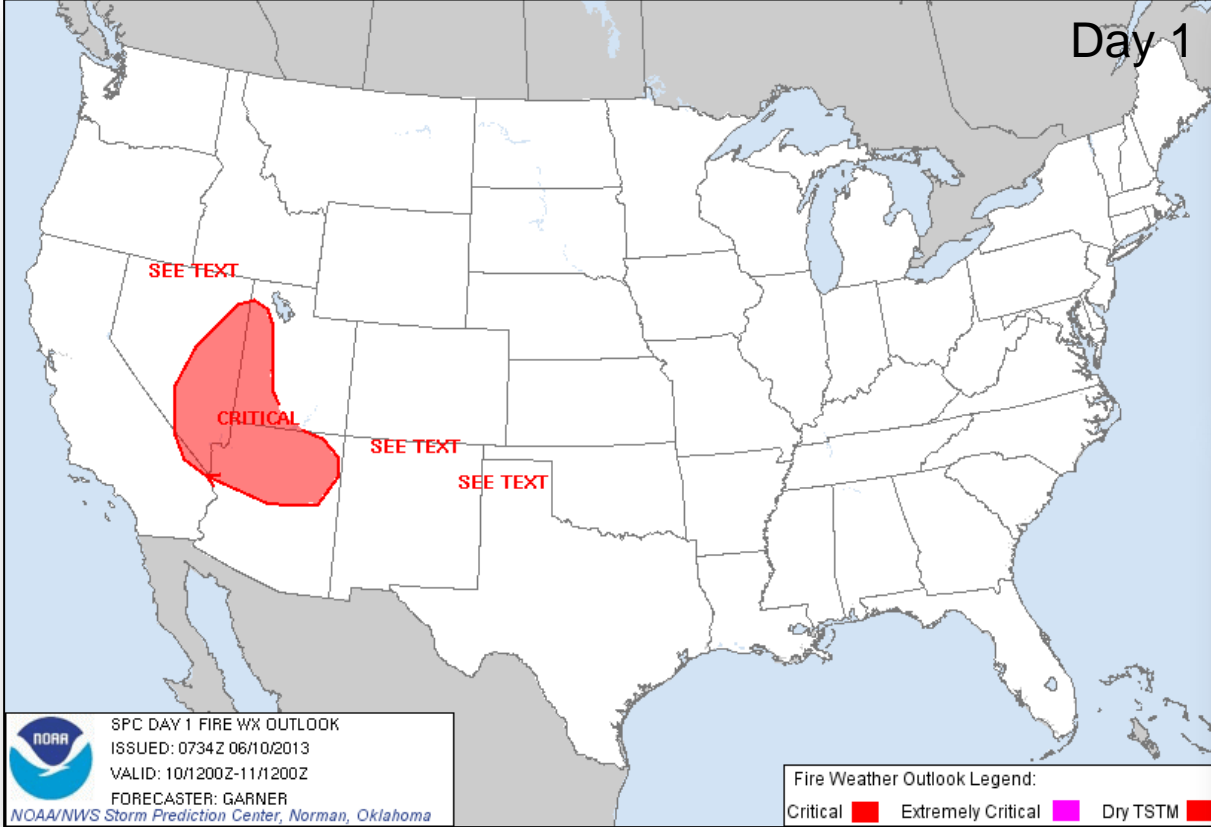 Day 1
SEE TEXT
CRITICAL
SEE TEXT
SEE TEXT
NOAA
SPC DAY 1 FIRE WX OUTLOOK
ISSUED: 0734Z 06/10/2013
VALID: 10/1200Z-11/1200Z
FORECASTER: GARNER
NOAA/NWS Storm Prediction Center, Norman, Oklahoma
Fire Weather Outlook Legend:
Critical Extremely Critical Dry TSTM